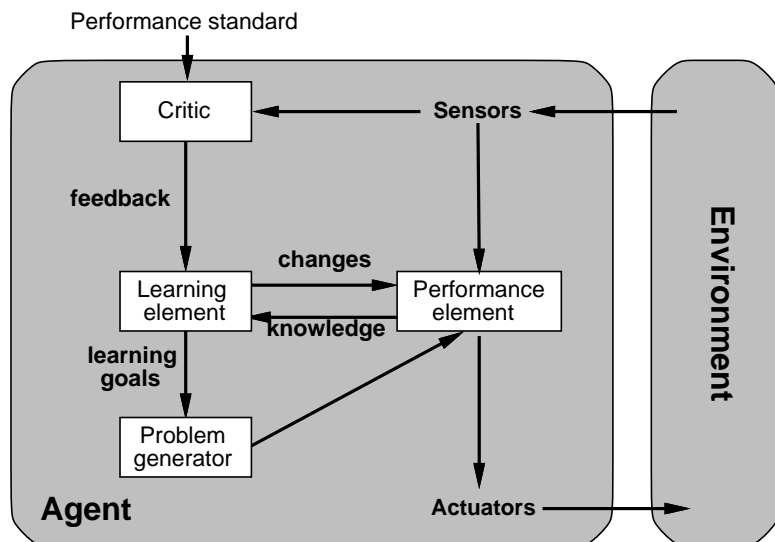 Performance standard
Critic
Sensors
feedback
changes
Learning
element
Performance
element
knowledge
learning
goals
Problem
generator
Agent
Actuators
Environment